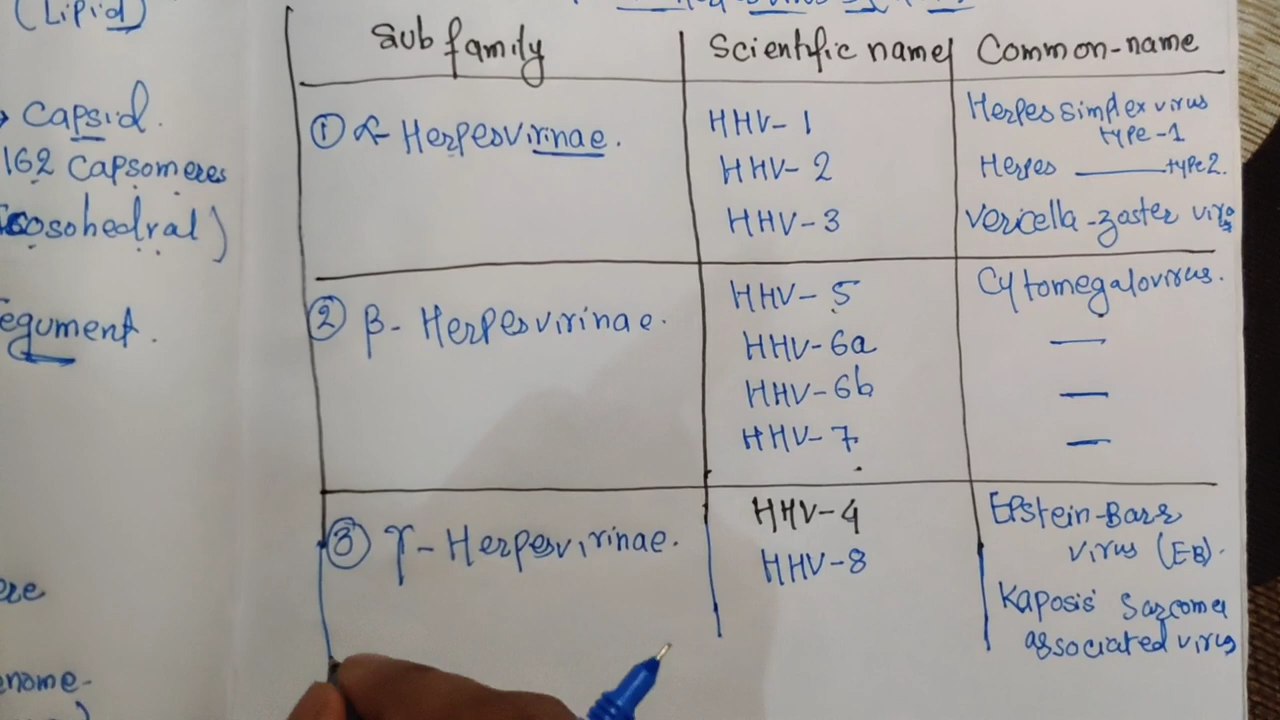 (Lipid)
Sub family Scientific name Common-name
Capsid.
162 Capsomeres
Icosohedral)
egument.
ere
enome-
① α- Herpesvirinae.
HHV-1 Herpes simplex virus
type-1
HHV-2 Herpes ——— type 2.
HHV-3 Vericella-zaster virus
② β- Herpesvirinae.
HHV-5 Cytomegalovirus.
HHV-6a —
HHV-6b —
HHV-7 —
③ γ- Herpesvirinae.
HHV-4 Epstein-Barr
virus (EB).
HHV-8 Kaposis' Sarcoma
associated virus